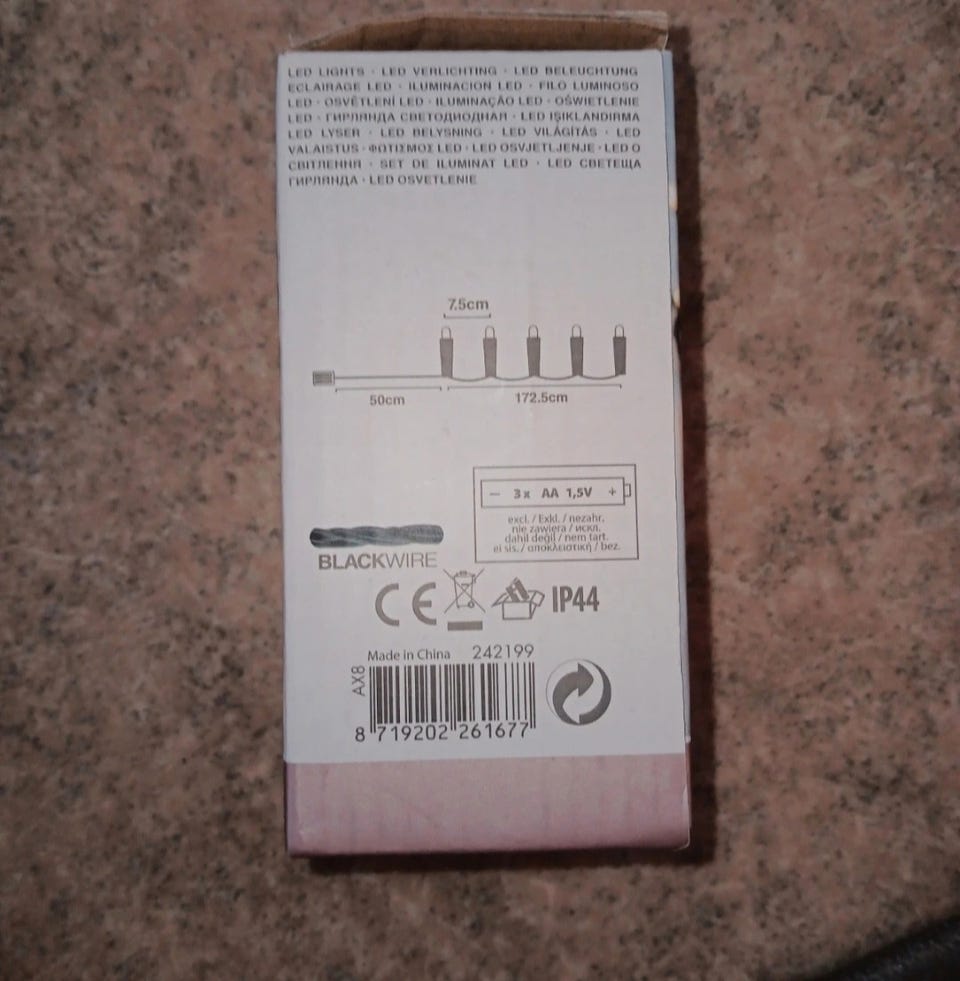 LED LIGHTS · LED VERLICHTING · LED BELEUCHTUNG
ECLAIRAGE LED · ILUMINACION LED · FILO LUMINOSO
LED · OSVĚTLENÍ LED · ILUMINAÇÃO LED · OŚWIETLENIE
LED · ГИРЛЯНДА СВЕТОДИОДНАЯ · LED IŞIKLANDIRMA
LED LYSER · LED BELYSNING · LED VILÁGÍTÁS · LED
VALAISTUS · ΦΩΤΙΣΜΟΣ LED · LED OSVJETLJENJE · LED О
СВІТЛЕННЯ · SET DE ILUMINAT LED · LED СВЕТЕЩА
ГИРЛЯНДА · LED OSVETLENIE
7.5cm
50cm
172.5cm
− 3x AA 1,5V +
excl. / Exkl. / nezahr.
nie zawiera / искл.
dahil değil / nem tart.
ei sis. / αποκλειστική / bez.
BLACKWIRE
CE
IP44
Made in China 242199
AX8
8 719202 261677